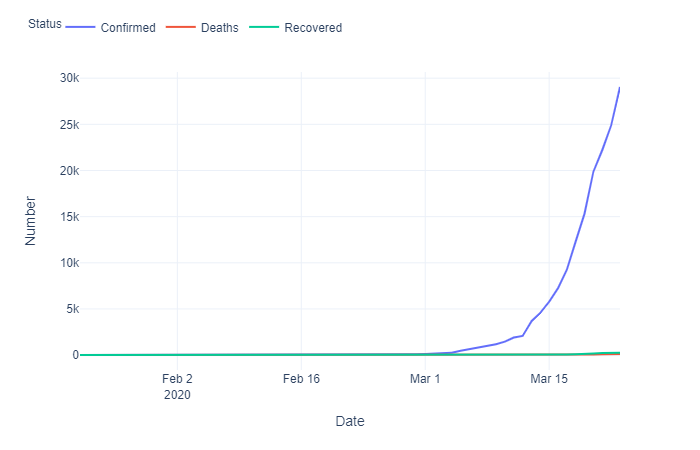 Status Confirmed Deaths Recovered
30k
25k
20k
15k
10k
5k
0
Number
Feb 2 Feb 16 Mar 1 Mar 15
2020
Date